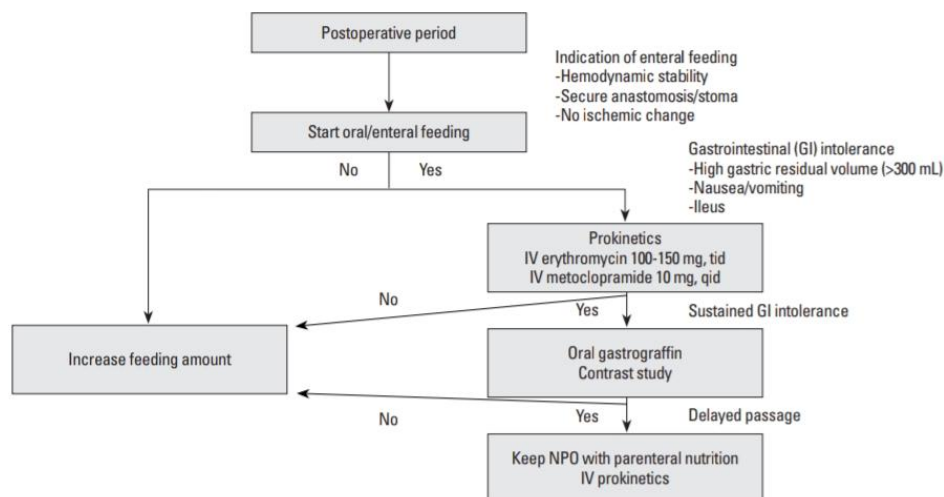 Postoperative period
Indication of enteral feeding
-Hemodynamic stability
-Secure anastomosis/stoma
-No ischemic change
Start oral/enteral feeding
Gastrointestinal (GI) intolerance
-High gastric residual volume (>300 mL)
-Nausea/vomiting
-Ileus
No
Yes
Prokinetics
IV erythromycin 100-150 mg, tid
IV metoclopramide 10 mg, qid
No
Yes
Sustained GI intolerance
Increase feeding amount
Oral gastrograffin
Contrast study
No
Yes
Delayed passage
Keep NPO with parenteral nutrition
IV prokinetics